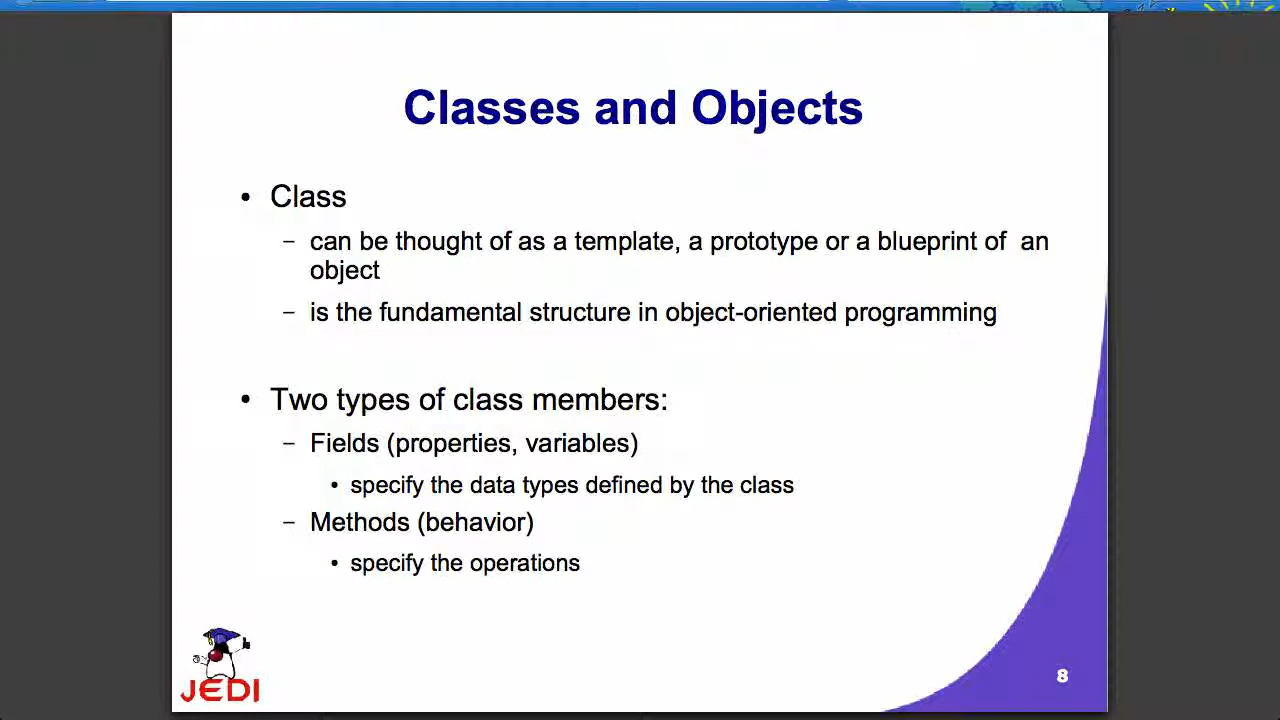 Classes and Objects
• Class
– can be thought of as a template, a prototype or a blueprint of an
object
– is the fundamental structure in object-oriented programming
• Two types of class members:
– Fields (properties, variables)
• specify the data types defined by the class
– Methods (behavior)
• specify the operations
JEDI
8